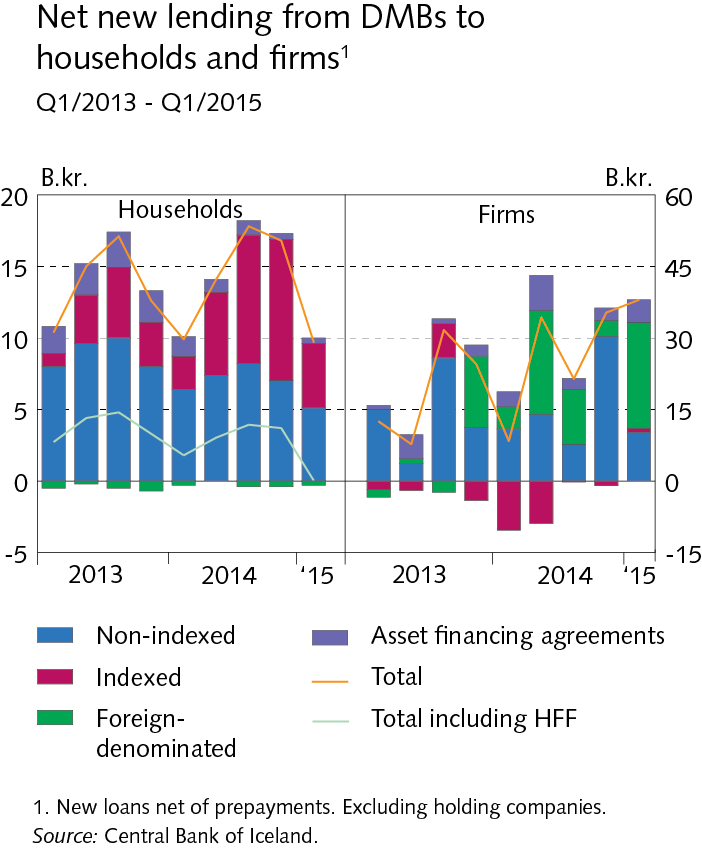 Net new lending from DMBs to
households and firms¹
Q1/2013 - Q1/2015
B.kr.
B.kr.
Households
Firms
20
15
10
5
0
-5
60
45
30
15
0
-15
2013
2014
'15
2013
2014
'15
Non-indexed
Indexed
Foreign-
denominated
Asset financing agreements
Total
Total including HFF
1. New loans net of prepayments. Excluding holding companies.
Source: Central Bank of Iceland.